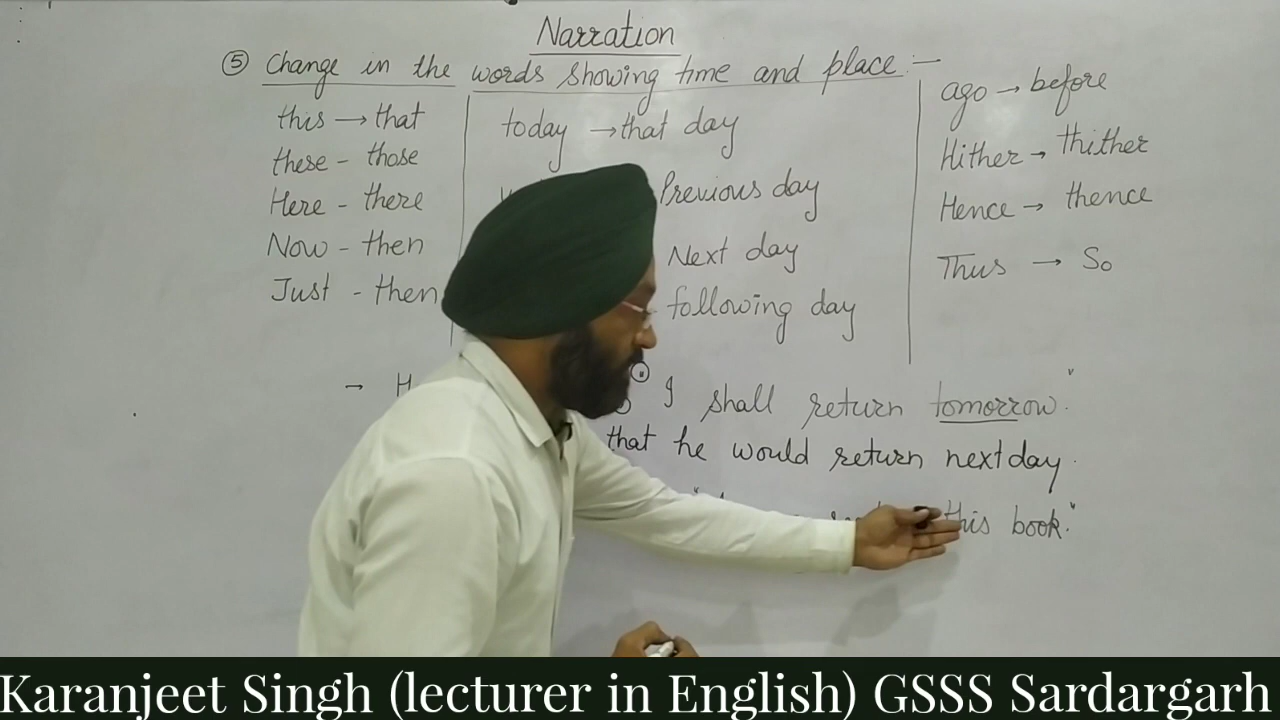 Narration
⑤ Change in the words showing time and place :-
this → that
these - those
Here - there
Now - then
Just - then
today → that day
Previous day
Next day
following day
ago → before
Hither → thither
Hence → thence
Thus → So
→ H
I shall return tomorrow."
that he would return next day.
this book."
Karanjeet Singh (lecturer in English) GSSS Sardargarh